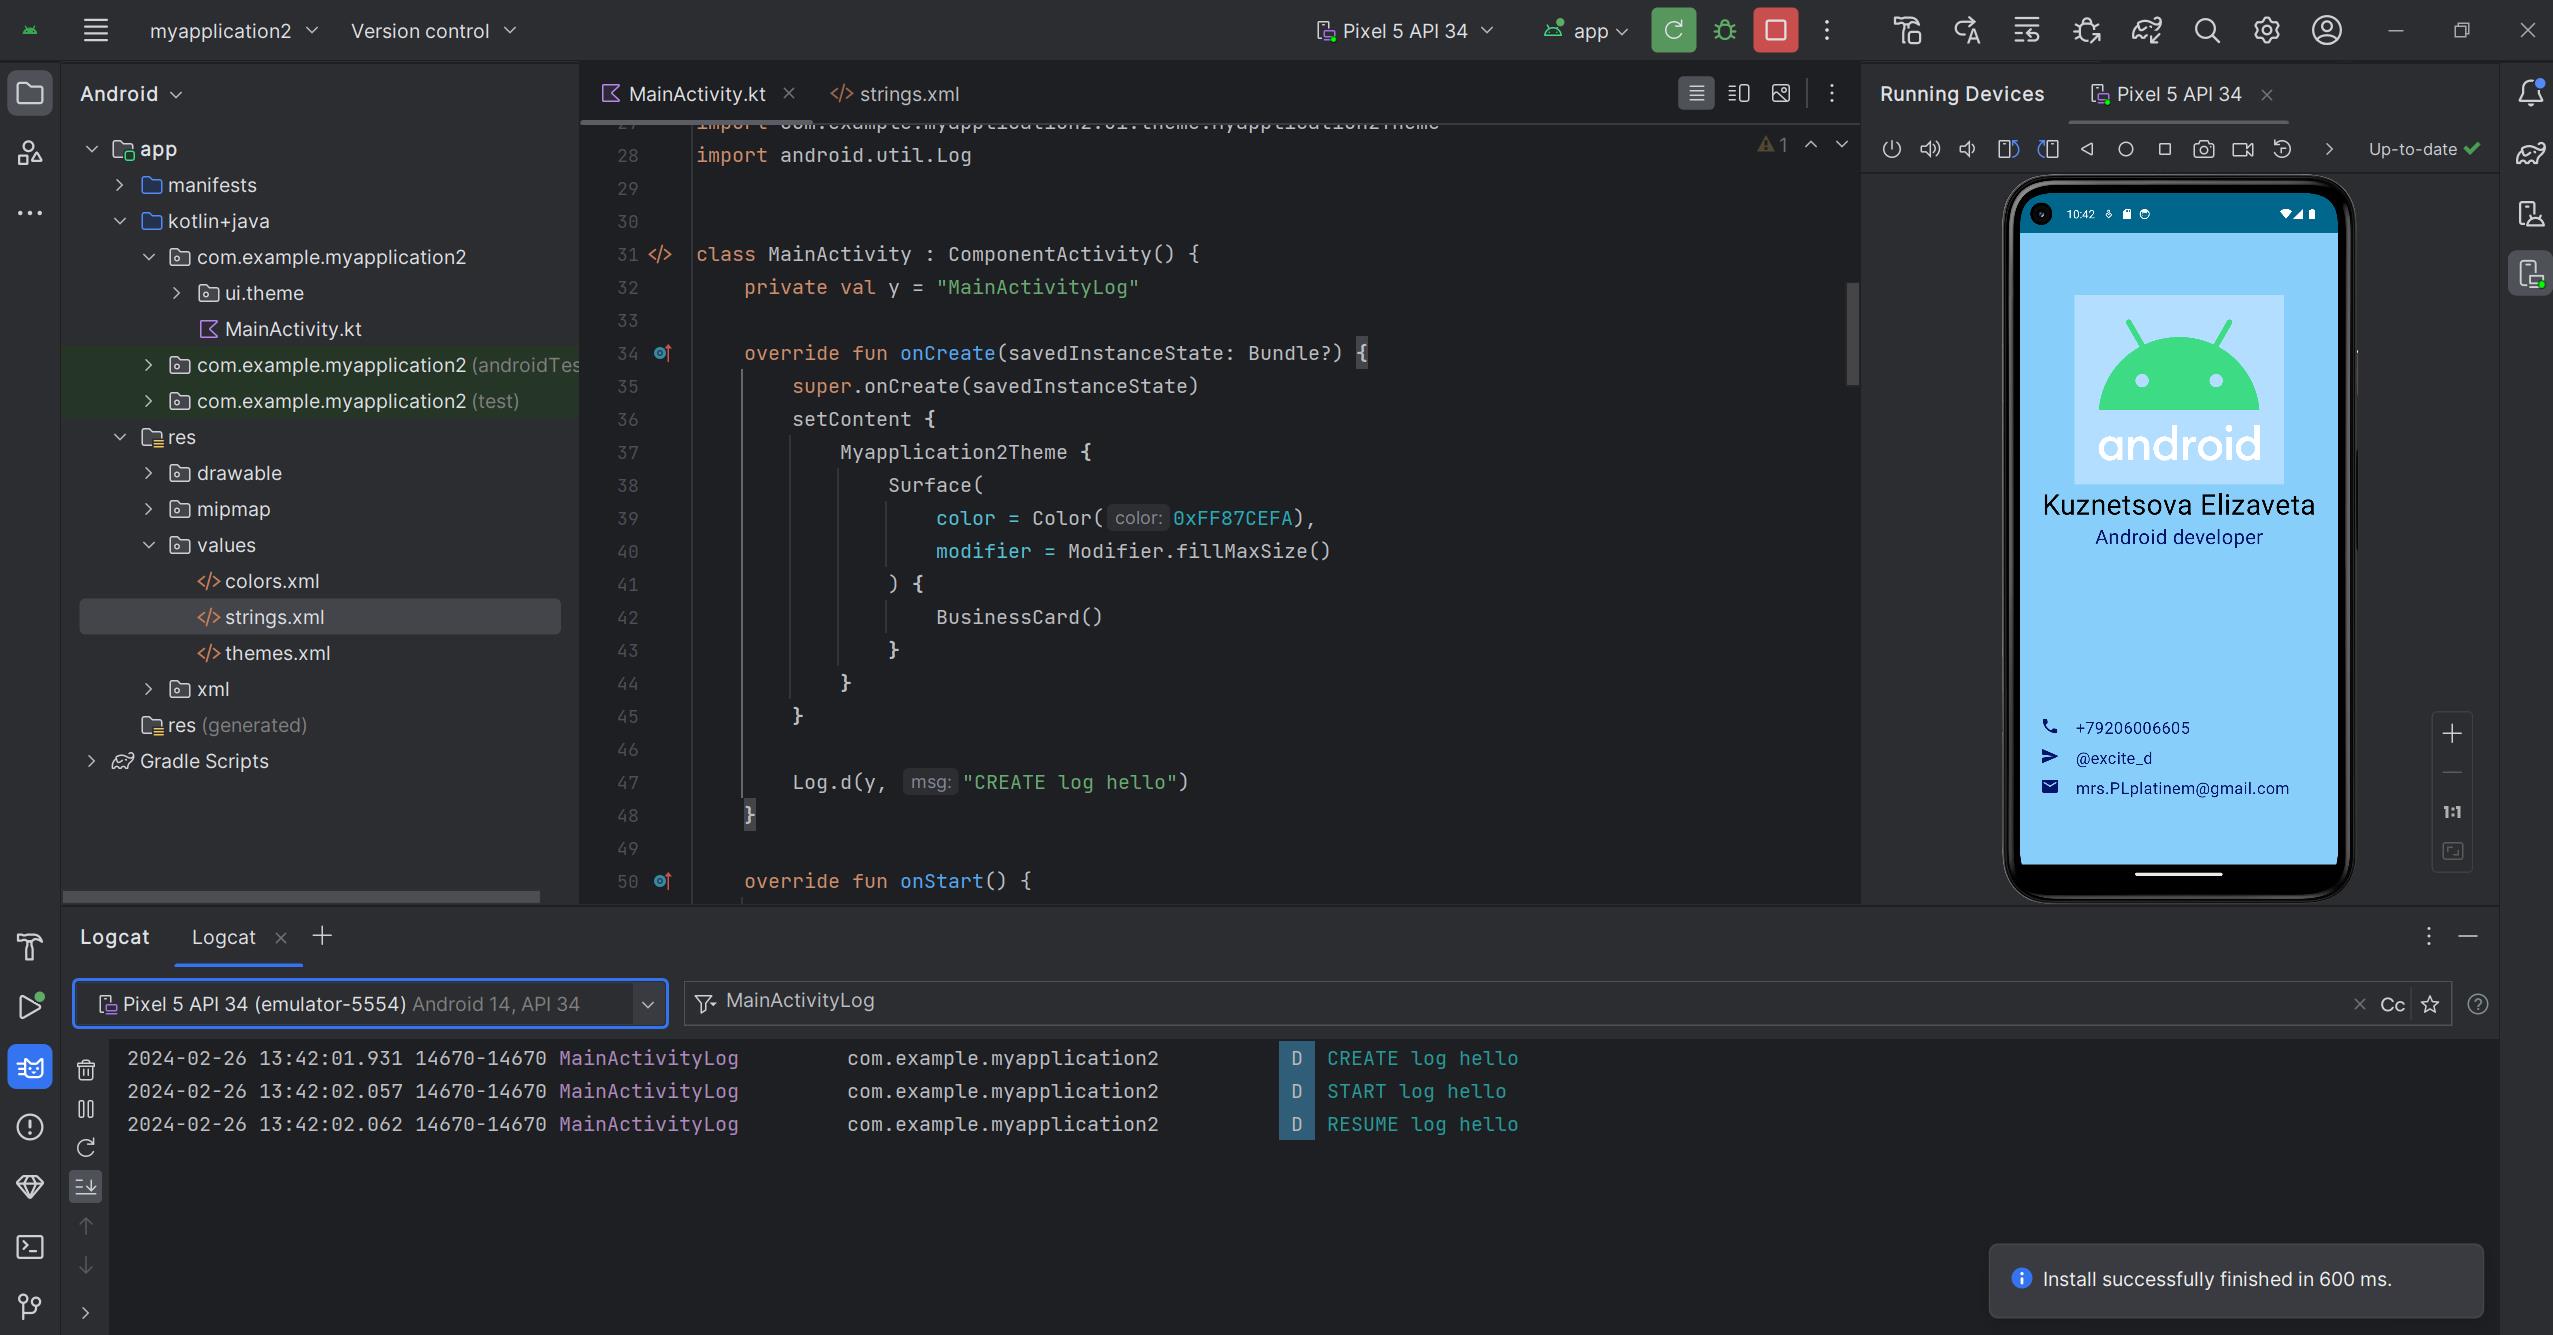 myapplication2
Version control
Pixel 5 API 34
app
Android
app
manifests
kotlin+java
com.example.myapplication2
ui.theme
MainActivity.kt
com.example.myapplication2 (androidTes
com.example.myapplication2 (test)
res
drawable
mipmap
values
</> colors.xml
</> strings.xml
</> themes.xml
xml
res (generated)
Gradle Scripts
MainActivity.kt
</> strings.xml
1
27 import com.example.myapplication2.ui.theme.Myapplication2Theme
28 import android.util.Log
29
30
31 </> class MainActivity : ComponentActivity() {
32 private val y = "MainActivityLog"
33
34 override fun onCreate(savedInstanceState: Bundle?) {
35 super.onCreate(savedInstanceState)
36 setContent {
37 Myapplication2Theme {
38 Surface(
39 color = Color( color: 0xFF87CEFA),
40 modifier = Modifier.fillMaxSize()
41 ) {
42 BusinessCard()
43 }
44 }
45 }
46
47 Log.d(y, msg: "CREATE log hello")
48 }
49
50 override fun onStart() {
Running Devices
Pixel 5 API 34
Up-to-date
10:42
android
Kuznetsova Elizaveta
Android developer
+79206006605
@excite_d
mrs.PLplatinem@gmail.com
1:1
Logcat
Logcat
Pixel 5 API 34 (emulator-5554) Android 14, API 34
MainActivityLog
Cc
2024-02-26 13:42:01.931 14670-14670 MainActivityLog com.example.myapplication2 D CREATE log hello
2024-02-26 13:42:02.057 14670-14670 MainActivityLog com.example.myapplication2 D START log hello
2024-02-26 13:42:02.062 14670-14670 MainActivityLog com.example.myapplication2 D RESUME log hello
Install successfully finished in 600 ms.